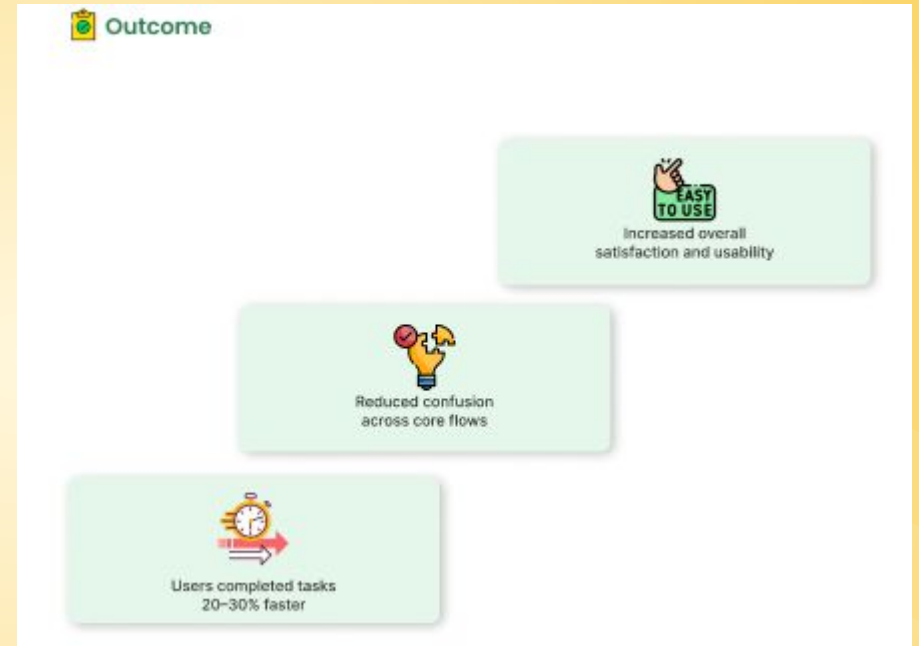 Outcome
EASY
TO USE
Increased overall
satisfaction and usability
Reduced confusion
across core flows
Users completed tasks
20–30% faster